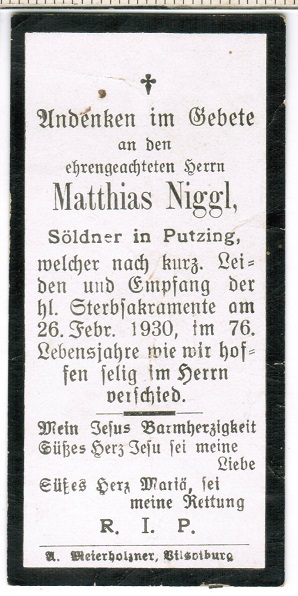 Andenken im Gebete
an den
ehrengeachteten Herrn
Matthias Niggl,
Söldner in Putzing,
welcher nach kurz. Lei=
den und Empfang der
hl. Sterbsakramente am
26. Febr. 1930, im 76.
Lebensjahre wie wir hof=
fen selig im Herrn
verschied.
Mein Jesus Barmherzigkeit
Süßes Herz Jesu sei meine
Liebe
Süßes Herz Mariä, sei
meine Rettung
R. I. P.
A. Meierholzner, Vilsbiburg